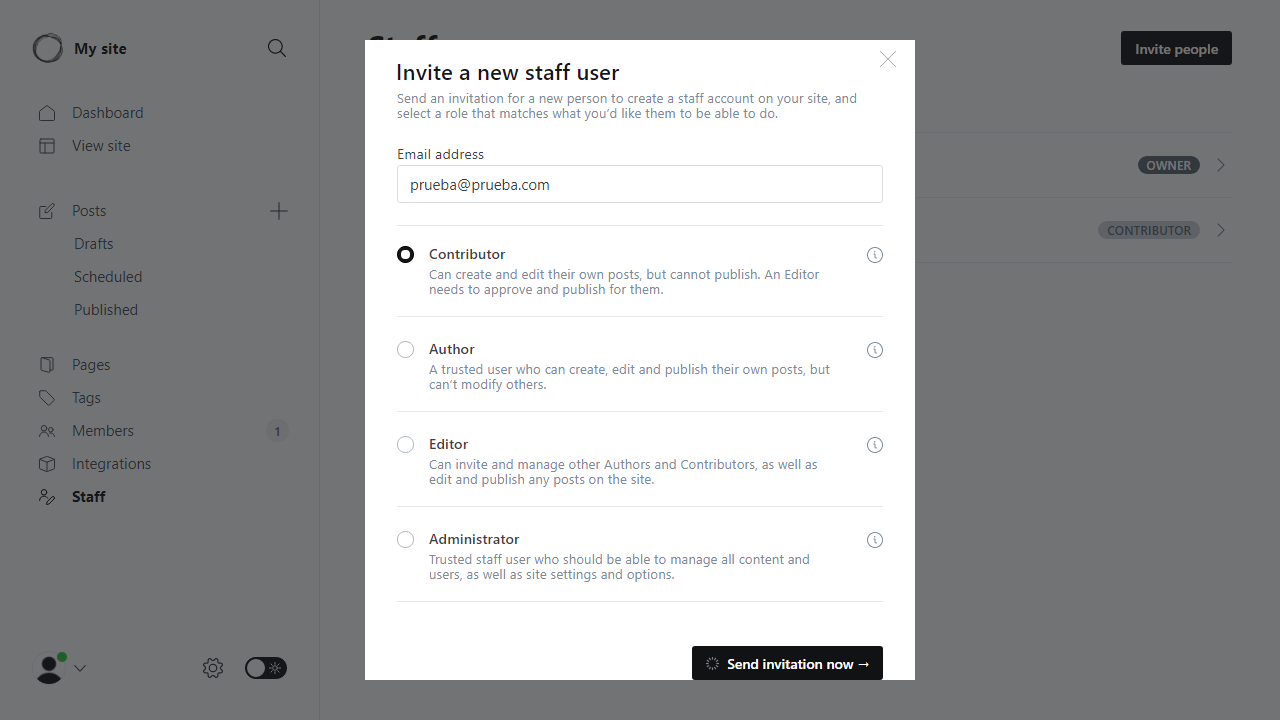 My site
Dashboard
View site
Posts
Drafts
Scheduled
Published
Pages
Tags
Members
1
Integrations
Staff
Staff
Invite people
OWNER
CONTRIBUTOR
Invite a new staff user
Send an invitation for a new person to create a staff account on your site, and
select a role that matches what you’d like them to be able to do.
Email address
prueba@prueba.com
Contributor
Can create and edit their own posts, but cannot publish. An Editor
needs to approve and publish for them.
Author
A trusted user who can create, edit and publish their own posts, but
can’t modify others.
Editor
Can invite and manage other Authors and Contributors, as well as
edit and publish any posts on the site.
Administrator
Trusted staff user who should be able to manage all content and
users, as well as site settings and options.
Send invitation now →